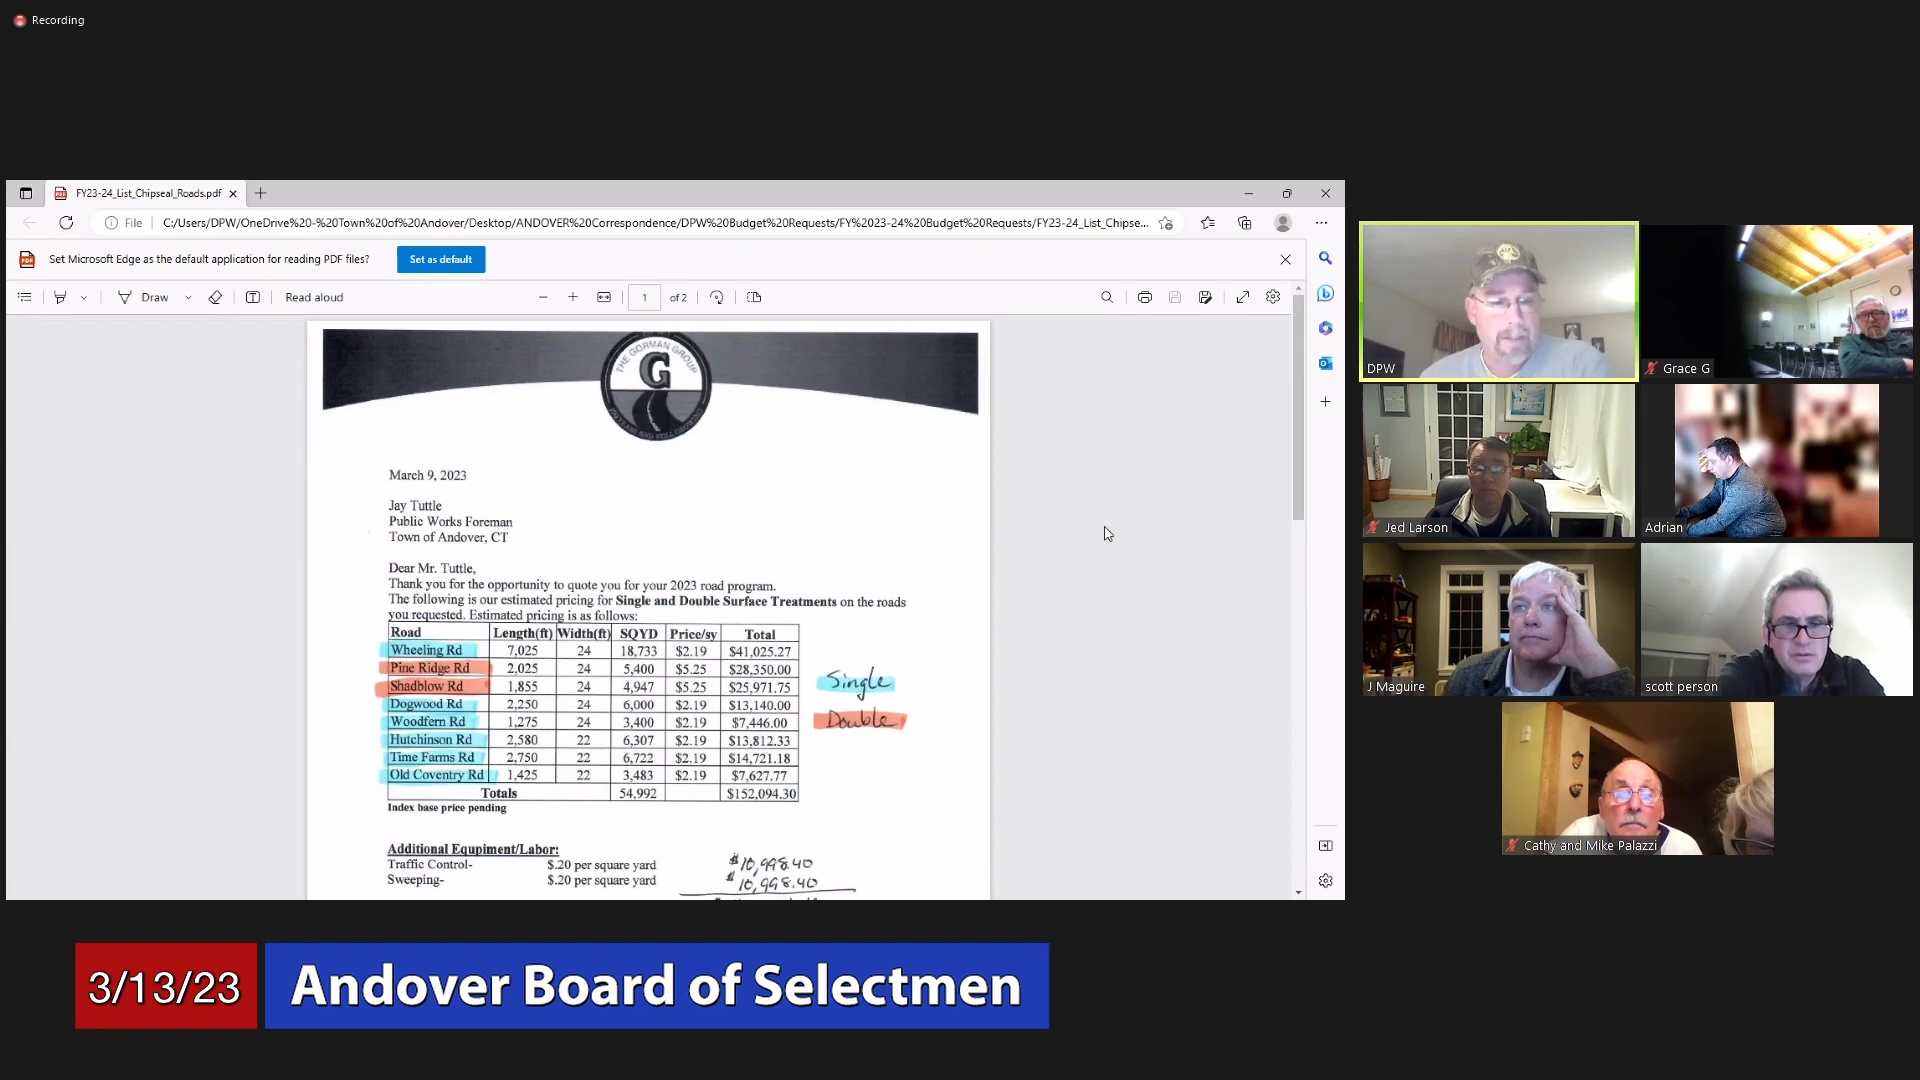 Recording
FY23-24_List_Chipseal_Roads.pdf
File
C:/Users/DPW/OneDrive%20-%20Town%20of%20Andover/Desktop/ANDOVER%20Correspondence/DPW%20Budget%20Requests/FY%2023-24%20Budget%20Requests/FY23-24_List_Chipse...
Set Microsoft Edge as the default application for reading PDF files?
Set as default
Draw
Read aloud
1 of 2
THE GORMAN GROUP
G
March 9, 2023
Jay Tuttle
Public Works Foreman
Town of Andover, CT
Dear Mr. Tuttle,
Thank you for the opportunity to quote you for your 2023 road program.
The following is our estimated pricing for Single and Double Surface Treatments on the roads
you requested. Estimated pricing is as follows:
Road Length(ft) Width(ft) SQYD Price/sy Total
Wheeling Rd 7,025 24 18,733 $2.19 $41,025.27
Pine Ridge Rd 2,025 24 5,400 $5.25 $28,350.00
Shadblow Rd 1,855 24 4,947 $5.25 $25,971.75
Dogwood Rd 2,250 24 6,000 $2.19 $13,140.00
Woodfern Rd 1,275 24 3,400 $2.19 $7,446.00
Hutchinson Rd 2,580 22 6,307 $2.19 $13,812.33
Time Farms Rd 2,750 22 6,722 $2.19 $14,721.18
Old Coventry Rd 1,425 22 3,483 $2.19 $7,627.77
Totals 54,992 $152,094.30
Single
Double
Index base price pending
Additional Equpiment/Labor:
Traffic Control- $.20 per square yard $10,998.40
Sweeping- $.20 per square yard $10,998.40
DPW
Grace G
Jed Larson
Adrian
J Maguire
scott person
Cathy and Mike Palazzi
3/13/23
Andover Board of Selectmen